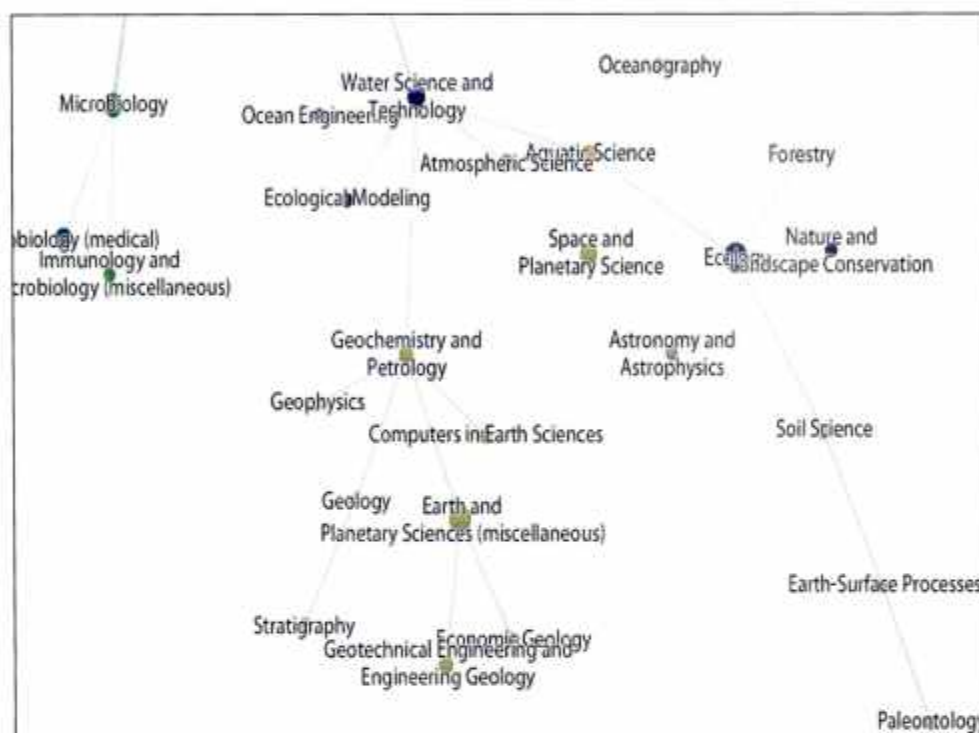 Oceanography
Water Science and
Technology
Microbiology
Ocean Engineering
Aquatic Science
Atmospheric Science
Forestry
Ecological Modeling
obiology (medical)
Immunology and
crobiology (miscellaneous)
Space and
Planetary Science
Nature and
Landscape Conservation
Geochemistry and
Petrology
Astronomy and
Astrophysics
Geophysics
Computers in Earth Sciences
Soil Science
Geology
Earth and
Planetary Sciences (miscellaneous)
Earth-Surface Processes
Stratigraphy
Economic Geology
Geotechnical Engineering and
Engineering Geology
Paleontology